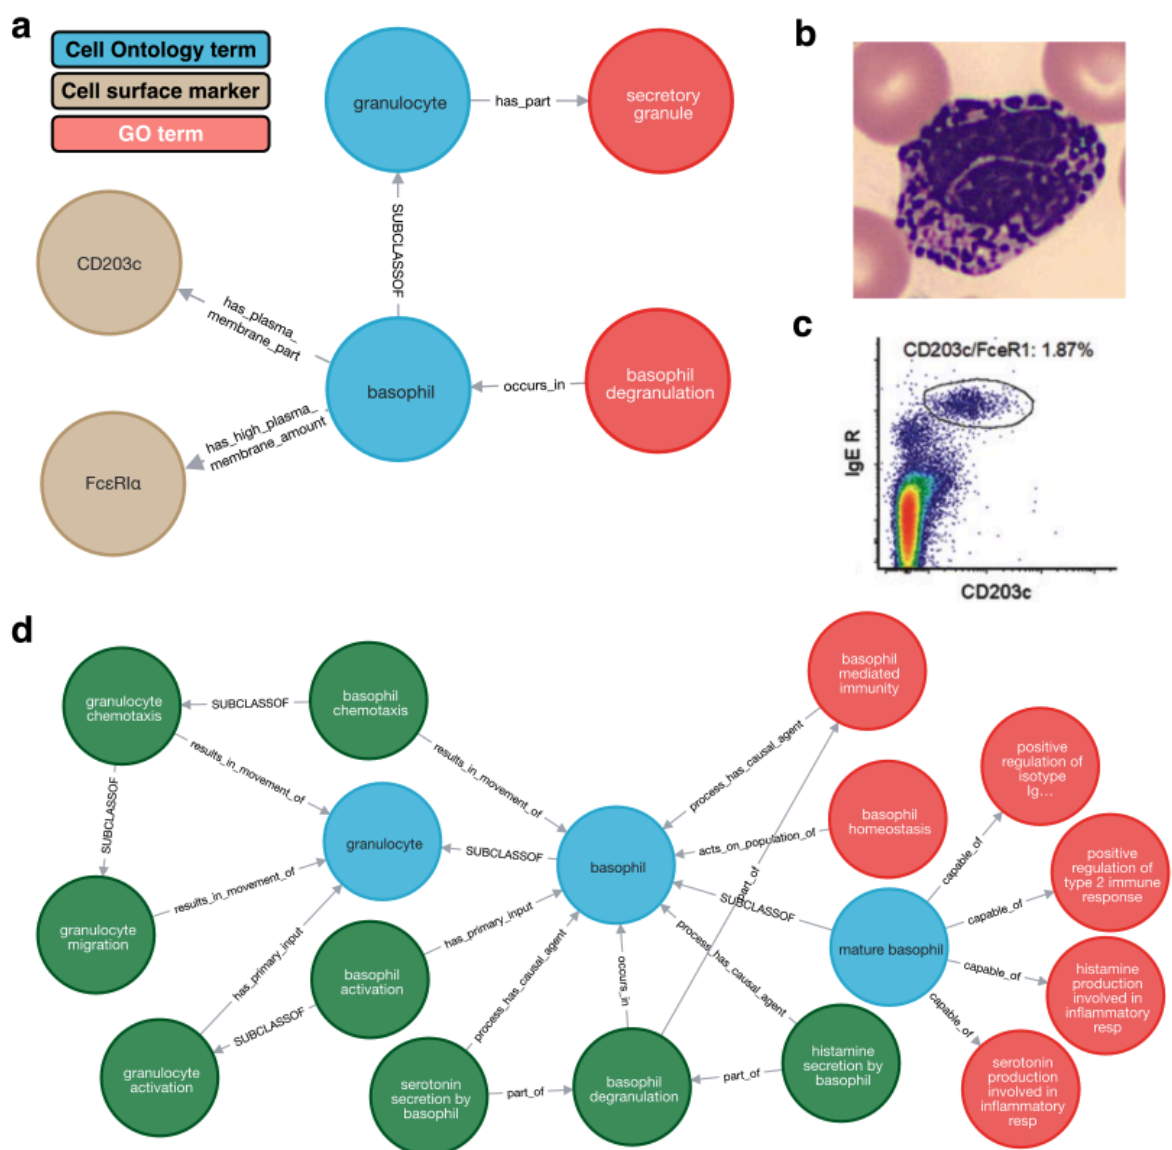 a
Cell Ontology term
Cell surface marker
GO term
granulocyte
has_part
secretory
granule
SUBCLASSOF
CD203c
has_plasma_
membrane_part
basophil
occurs_in
basophil
degranulation
has_high_plasma_
membrane_amount
FcεRIα
b
c
CD203c/FceR1: 1.87%
IgE R
CD203c
d
granulocyte
chemotaxis
SUBCLASSOF
basophil
chemotaxis
basophil
mediated
immunity
results_in_movement_of
results_in_movement_of
process_has_causal_agent
positive
regulation of
isotype
Ig...
SUBCLASSOF
granulocyte
SUBCLASSOF
basophil
acts_on_population_of
basophil
homeostasis
capable_of
positive
regulation of
type 2 immune
response
part_of
SUBCLASSOF
capable_of
results_in_movement_of
granulocyte
migration
has_primary_input
has_primary_input
basophil
activation
process_has_causal_agent
occurs_in
process_has_causal_agent
mature basophil
capable_of
histamine
production
involved in
inflammatory
resp
capable_of
SUBCLASSOF
granulocyte
activation
serotonin
secretion by
basophil
part_of
basophil
degranulation
part_of
histamine
secretion by
basophil
serotonin
production
involved in
inflammatory
resp